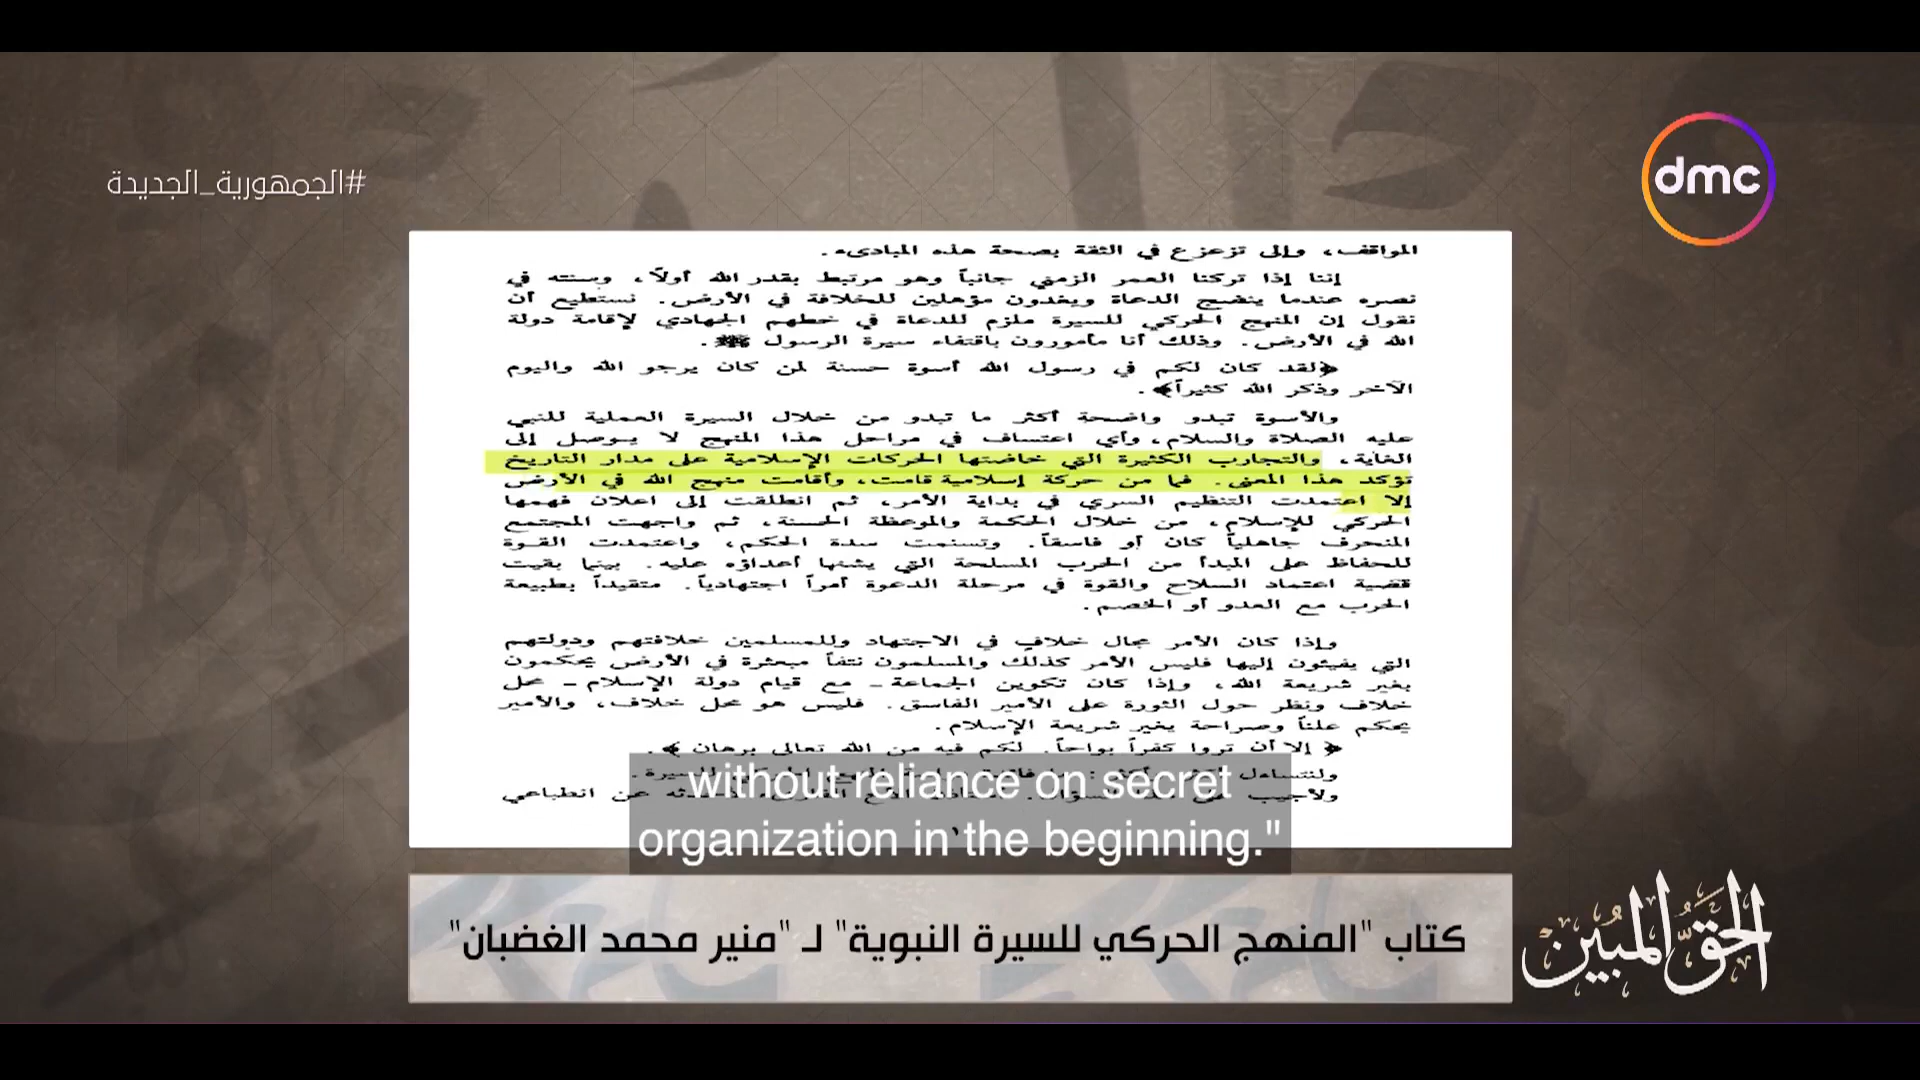 #الجمهورية_الجديدة
dmc
المواقف، وإلى تزعزع في الثقة بصحة هذه المبادىء.
إننا إذا تركنا العمر الزمني جانباً وهو مرتبط بقدر الله أولاً، وسنته في
نصره عندما ينضج الدعاة ويغدون مؤهلين للخلافة في الأرض. نستطيع أن
نقول إن المنهج الحركي للسيرة ملزم للدعاة في خطهم الجهادي لإقامة دولة
الله في الأرض. وذلك أنا مأمورون باقتفاء سيرة الرسول ﷺ.
﴿لقد كان لكم في رسول الله أسوة حسنة لمن كان يرجو الله واليوم
الآخر وذكر الله كثيراً﴾.
والأسوة تبدو واضحة أكثر ما تبدو من خلال السيرة العملية للنبي
عليه الصلاة والسلام، وأي اعتساف في مراحل هذا المنهج لا يوصل إلى
الغاية، والتجارب الكثيرة التي خاضتها الحركات الإسلامية على مدار التاريخ
تؤكد هذا المعنى. فما من حركة إسلامية قامت، وأقامت منهج الله في الأرض
إلا اعتمدت التنظيم السري في بداية الأمر، ثم انطلقت إلى اعلان فهمها
الحركي للإسلام، من خلال الحكمة والموعظة الحسنة، ثم واجهت المجتمع
المنحرف جاهلياً كان أو فاسقاً. وتسنمت سدة الحكم، واعتمدت القوة
للحفاظ على المبدأ من الحرب المسلحة التي يشنها أعداؤه عليه. بينما بقيت
قضية اعتماد السلاح والقوة في مرحلة الدعوة أمراً اجتهادياً. متقيداً بطبيعة
الحرب مع العدو أو الخصم.
وإذا كان الأمر مجال خلاف في الاجتهاد وللمسلمين خلافتهم ودولتهم
التي يفيئون إليها فليس الأمر كذلك والمسلمون نتفاً مبعثرة في الأرض يحكمون
بغير شريعة الله، وإذا كان تكوين الجماعة - مع قيام دولة الإسلام - محل
خلاف ونظر حول الثورة على الأمير الفاسق. فليس هو محل خلاف، والأمير
يحكم علناً وصراحة بغير شريعة الإسلام.
﴿إلا أن تروا كفراً بواحاً. لكم فيه من الله تعالى برهان﴾.
ولنتساءل
ولأجيب عن انطباعي
without reliance on secret
organization in the beginning."
كتاب "المنهج الحركي للسيرة النبوية" لـ "منير محمد الغضبان"
الحق المبين